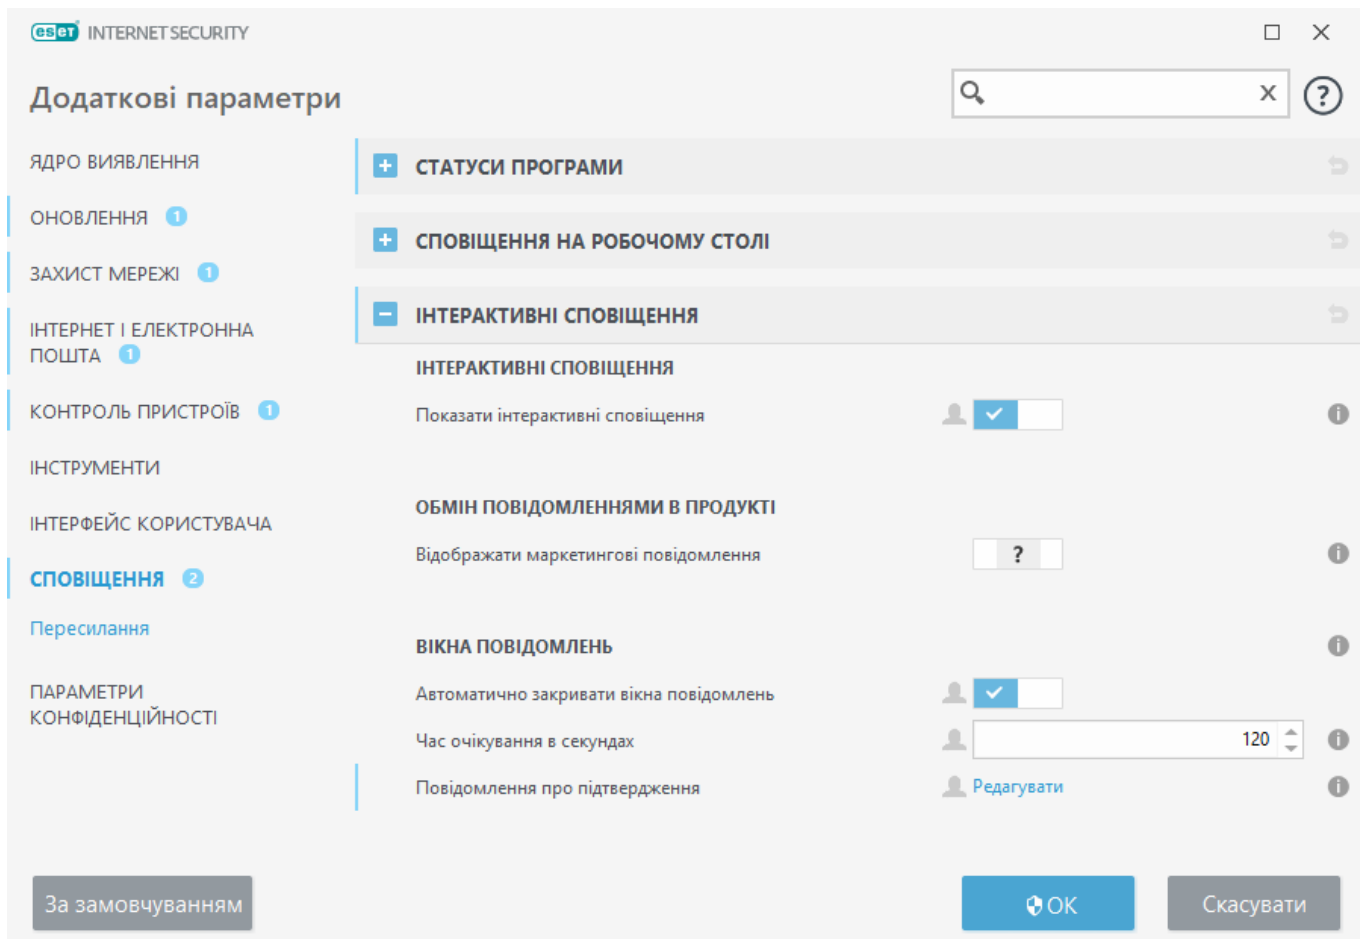 eset INTERNET SECURITY
Додаткові параметри
x
?
ЯДРО ВИЯВЛЕННЯ
ОНОВЛЕННЯ 1
ЗАХИСТ МЕРЕЖІ 1
ІНТЕРНЕТ І ЕЛЕКТРОННА
ПОШТА 1
КОНТРОЛЬ ПРИСТРОЇВ 1
ІНСТРУМЕНТИ
ІНТЕРФЕЙС КОРИСТУВАЧА
СПОВІЩЕННЯ 2
Пересилання
ПАРАМЕТРИ
КОНФІДЕНЦІЙНОСТІ
СТАТУСИ ПРОГРАМИ
СПОВІЩЕННЯ НА РОБОЧОМУ СТОЛІ
ІНТЕРАКТИВНІ СПОВІЩЕННЯ
ІНТЕРАКТИВНІ СПОВІЩЕННЯ
Показати інтерактивні сповіщення
ОБМІН ПОВІДОМЛЕННЯМИ В ПРОДУКТІ
Відображати маркетингові повідомлення ?
ВІКНА ПОВІДОМЛЕНЬ
Автоматично закривати вікна повідомлень
Час очікування в секундах 120
Повідомлення про підтвердження Редагувати
За замовчуванням
ОК
Скасувати